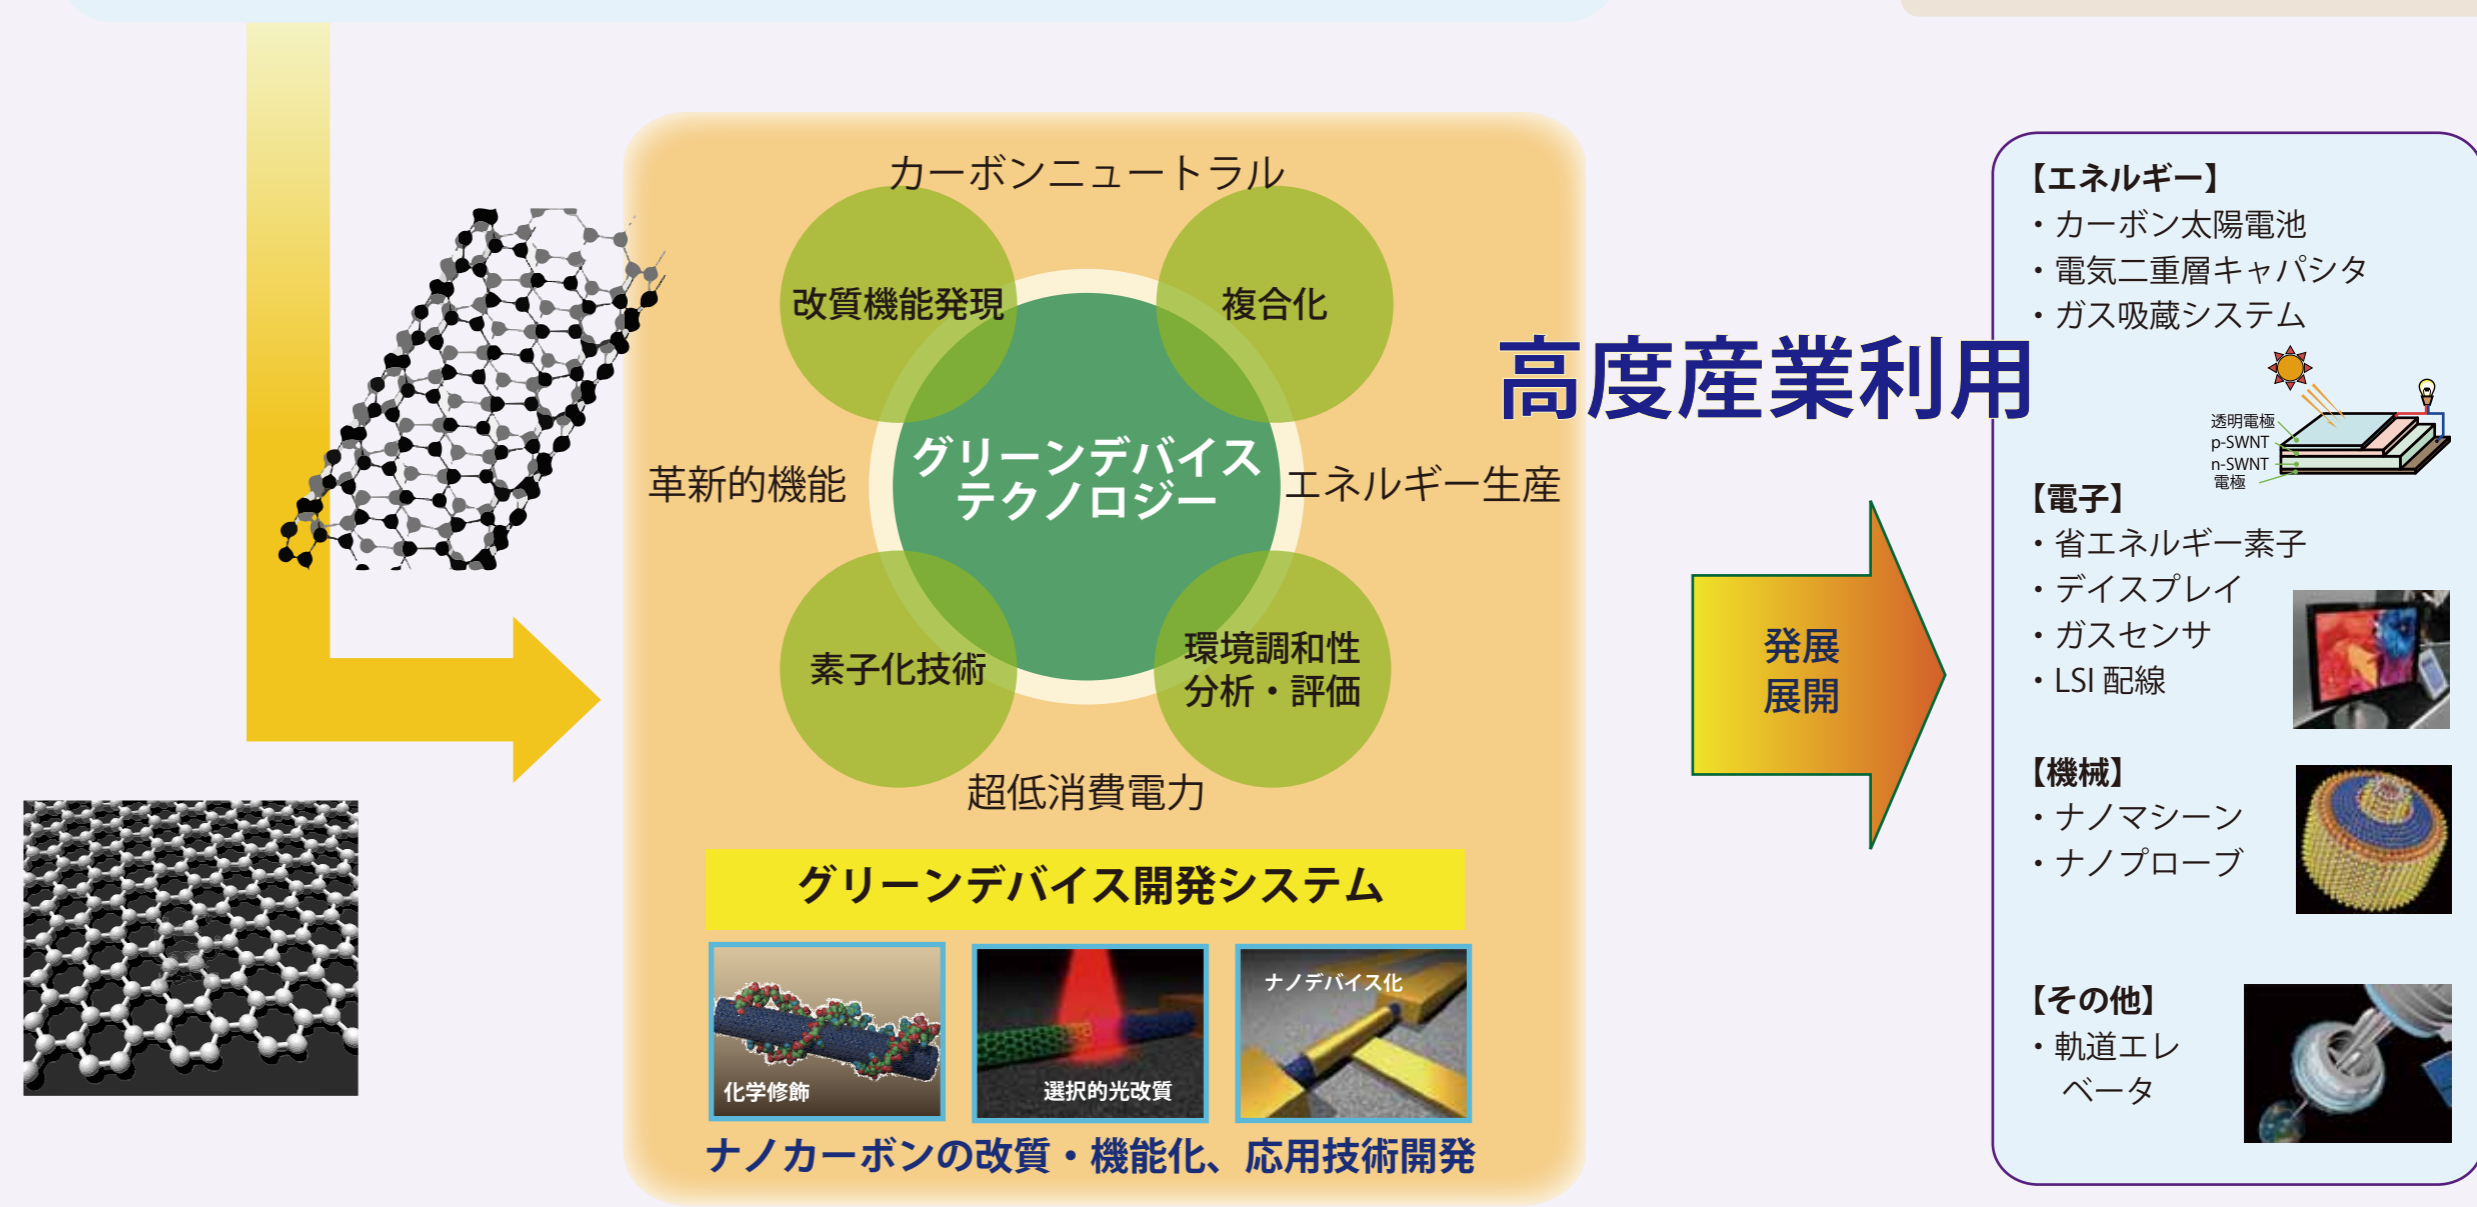 カーボンニュートラル
改質機能発現
複合化
グリーンデバイス
テクノロジー
革新的機能
エネルギー生産
素子化技術
環境調和性
分析・評価
超低消費電力
グリーンデバイス開発システム
化学修飾
選択的光改質
ナノデバイス化
ナノカーボンの改質・機能化、応用技術開発
高度産業利用
発展
展開
【エネルギー】
・カーボン太陽電池
・電気二重層キャパシタ
・ガス吸蔵システム
透明電極
p-SWNT
n-SWNT
電極
【電子】
・省エネルギー素子
・デイスプレイ
・ガスセンサ
・LSI 配線
【機械】
・ナノマシーン
・ナノプローブ
【その他】
・軌道エレ
ベータ